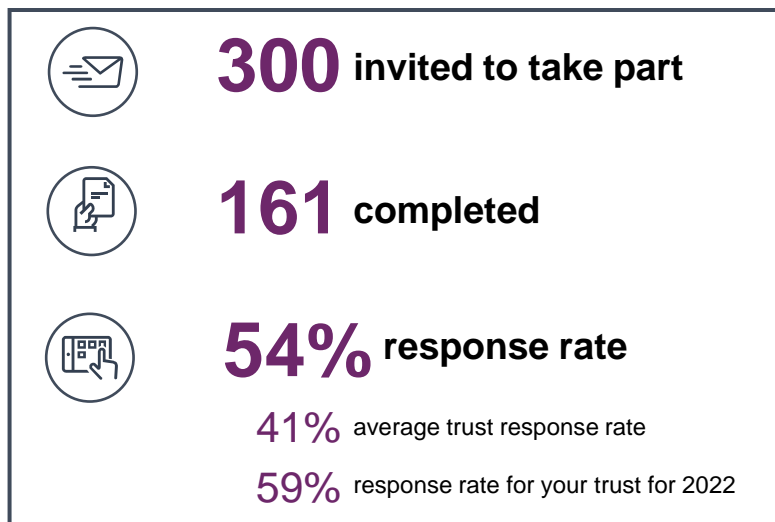 300 invited to take part
161 completed
54% response rate
41% average trust response rate
59% response rate for your trust for 2022